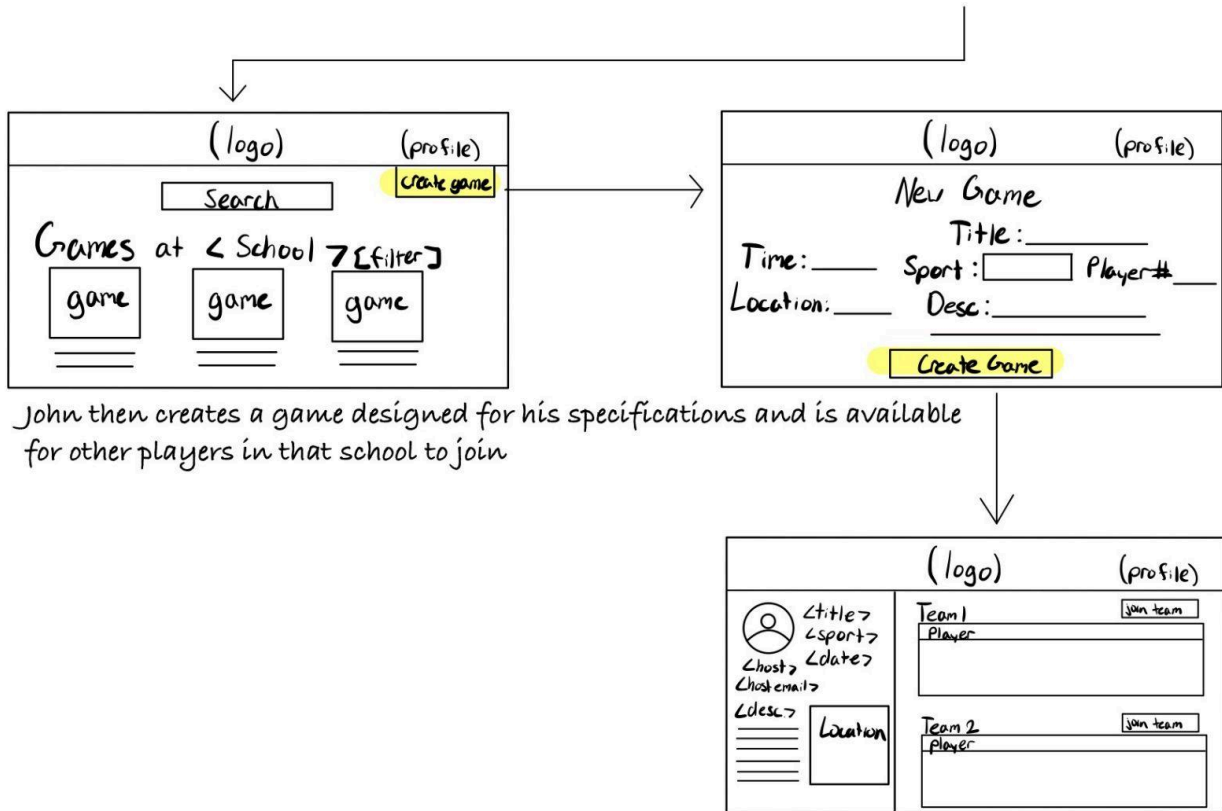 (logo) (profile)
Create game
Search
Games at < School > [filter]
game game game
John then creates a game designed for his specifications and is available
for other players in that school to join
(logo) (profile)
New Game
Title:
Time: Sport: Player#
Location: Desc:
Create Game
(logo) (profile)
<title>
<sport>
<date>
<host>
<host email>
<desc>
Location
Team 1 join team
Player
Team 2 join team
player